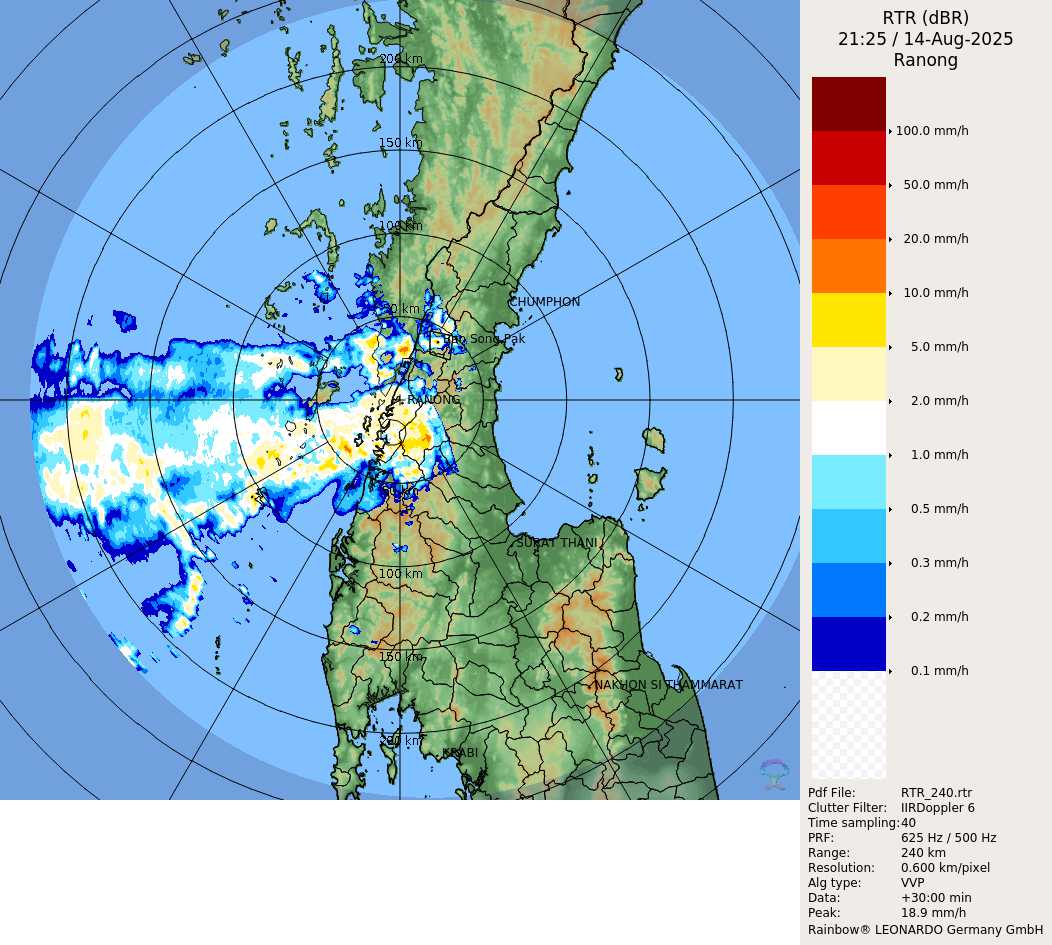 RTR (dBR)
21:25 / 14-Aug-2025
Ranong
100.0 mm/h
50.0 mm/h
20.0 mm/h
10.0 mm/h
5.0 mm/h
2.0 mm/h
1.0 mm/h
0.5 mm/h
0.3 mm/h
0.2 mm/h
0.1 mm/h
200 km
150 km
100 km
CHUMPHON
Ban Song Pak
RANONG
SURAT THANI
100 km
150 km
NAKHON SI THAMMARAT
200 km
KRABI
Pdf File: RTR_240.rtr
Clutter Filter: IIRDoppler 6
Time sampling: 40
PRF: 625 Hz / 500 Hz
Range: 240 km
Resolution: 0.600 km/pixel
Alg type: VVP
Data: +30:00 min
Peak: 18.9 mm/h
Rainbow® LEONARDO Germany GmbH